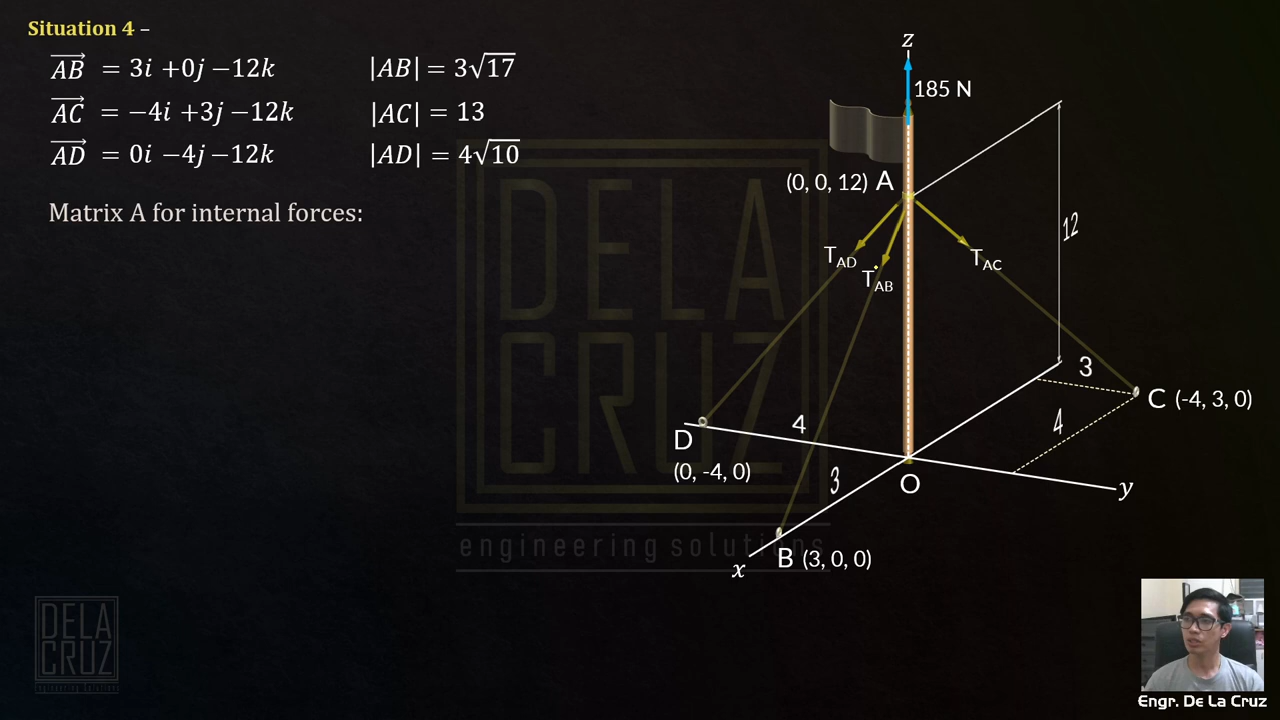 Situation 4 –
AB = 3i +0j −12k |AB| = 3√17
AC = −4i +3j −12k |AC| = 13
AD = 0i −4j −12k |AD| = 4√10
Matrix A for internal forces:
z
185 N
(0, 0, 12) A
12
T_AD
T_AB
T_AC
3
C (-4, 3, 0)
4
4
D
(0, -4, 0)
3
O
y
B (3, 0, 0)
x
DELA
CRUZ
engineering solutions
DELA
CRUZ
Engineering Solutions
Engr. De La Cruz